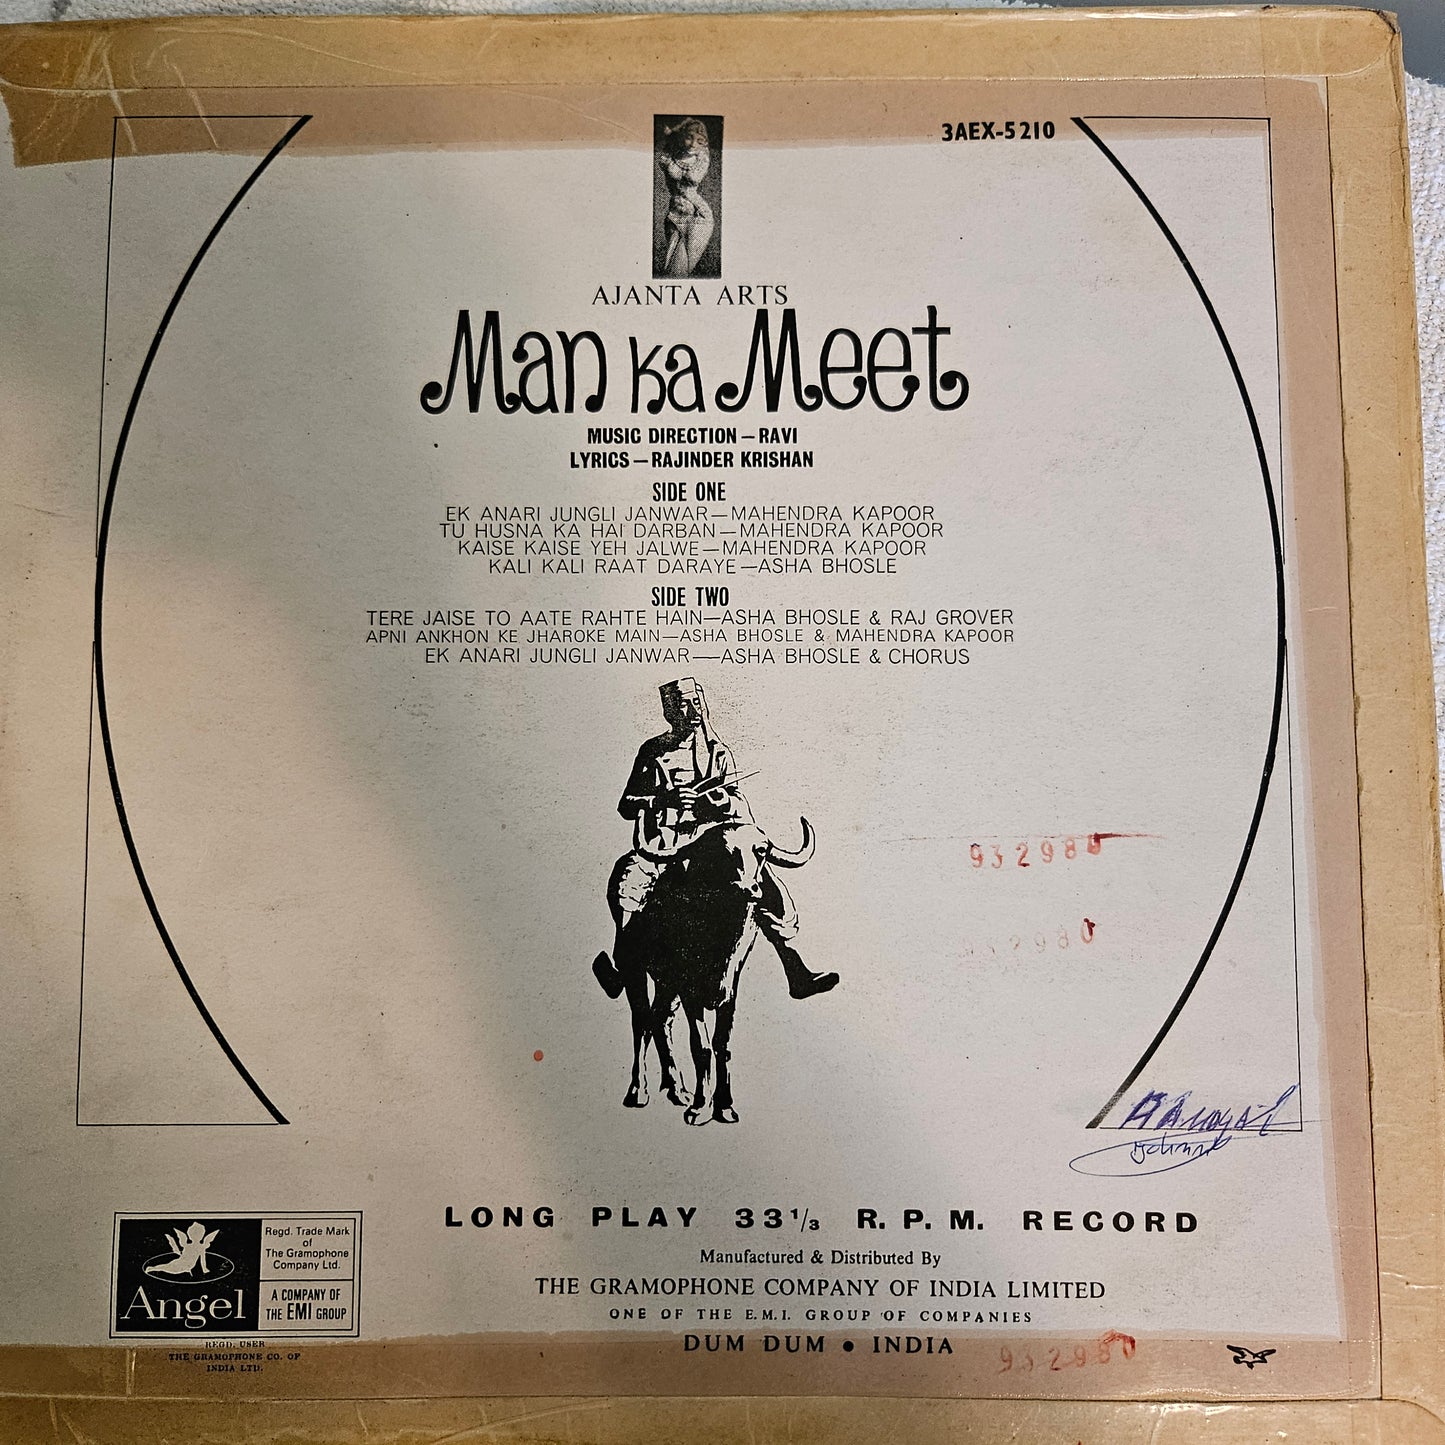 3AEX-5210
AJANTA ARTS
Man Ka Meet
MUSIC DIRECTION — RAVI
LYRICS — RAJINDER KRISHAN
SIDE ONE
EK ANARI JUNGLI JANWAR—MAHENDRA KAPOOR
TU HUSNA KA HAI DARBAN—MAHENDRA KAPOOR
KAISE KAISE YEH JALWE—MAHENDRA KAPOOR
KALI KALI RAAT DARAYE—ASHA BHOSLE
SIDE TWO
TERE JAISE TO AATE RAHTE HAIN—ASHA BHOSLE & RAJ GROVER
APNI ANKHON KE JHAROKE MAIN—ASHA BHOSLE & MAHENDRA KAPOOR
EK ANARI JUNGLI JANWAR—ASHA BHOSLE & CHORUS
932980
932980
LONG PLAY 33 1/3 R. P. M. RECORD
Manufactured & Distributed By
THE GRAMOPHONE COMPANY OF INDIA LIMITED
ONE OF THE E.M.I. GROUP OF COMPANIES
DUM DUM • INDIA
932980
Angel
Regd. Trade Mark
of
The Gramophone
Company Ltd.
A COMPANY OF
THE EMI GROUP
REGD. USER
THE GRAMOPHONE CO. OF
INDIA LTD.